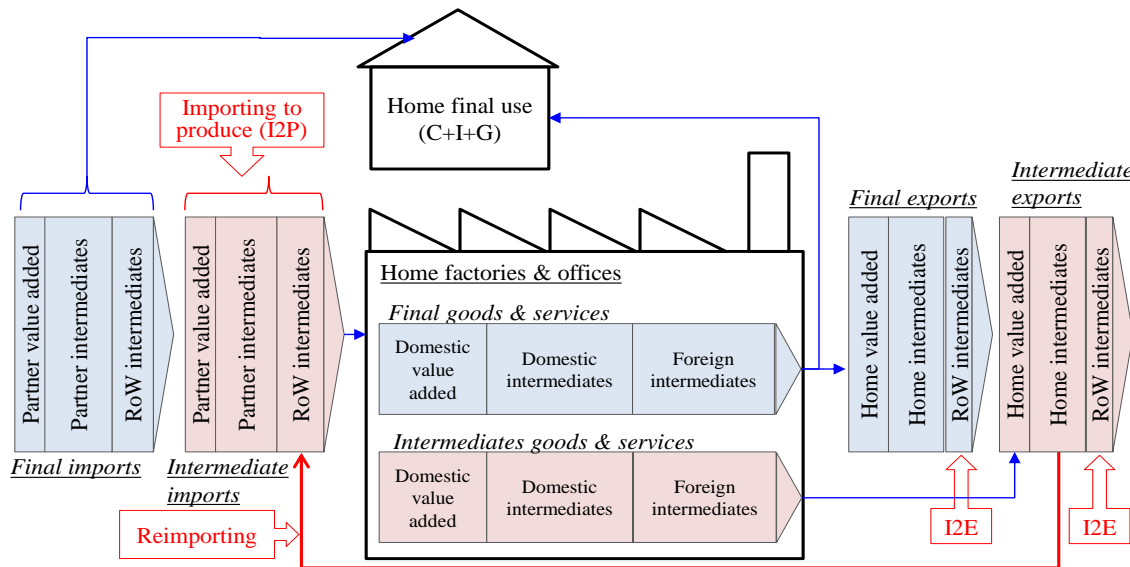 Home final use
(C+I+G)
Importing to
produce (I2P)
Final exports
Intermediate
exports
Partner value added
Partner intermediates
RoW intermediates
Partner value added
Partner intermediates
RoW intermediates
Home factories & offices
Final goods & services
Domestic
value
added
Domestic
intermediates
Foreign
intermediates
Home value added
Home intermediates
RoW intermediates
Home value added
Home intermediates
RoW intermediates
Final imports
Intermediate
imports
Intermediates goods & services
Domestic
value
added
Domestic
intermediates
Foreign
intermediates
Reimporting
I2E
I2E